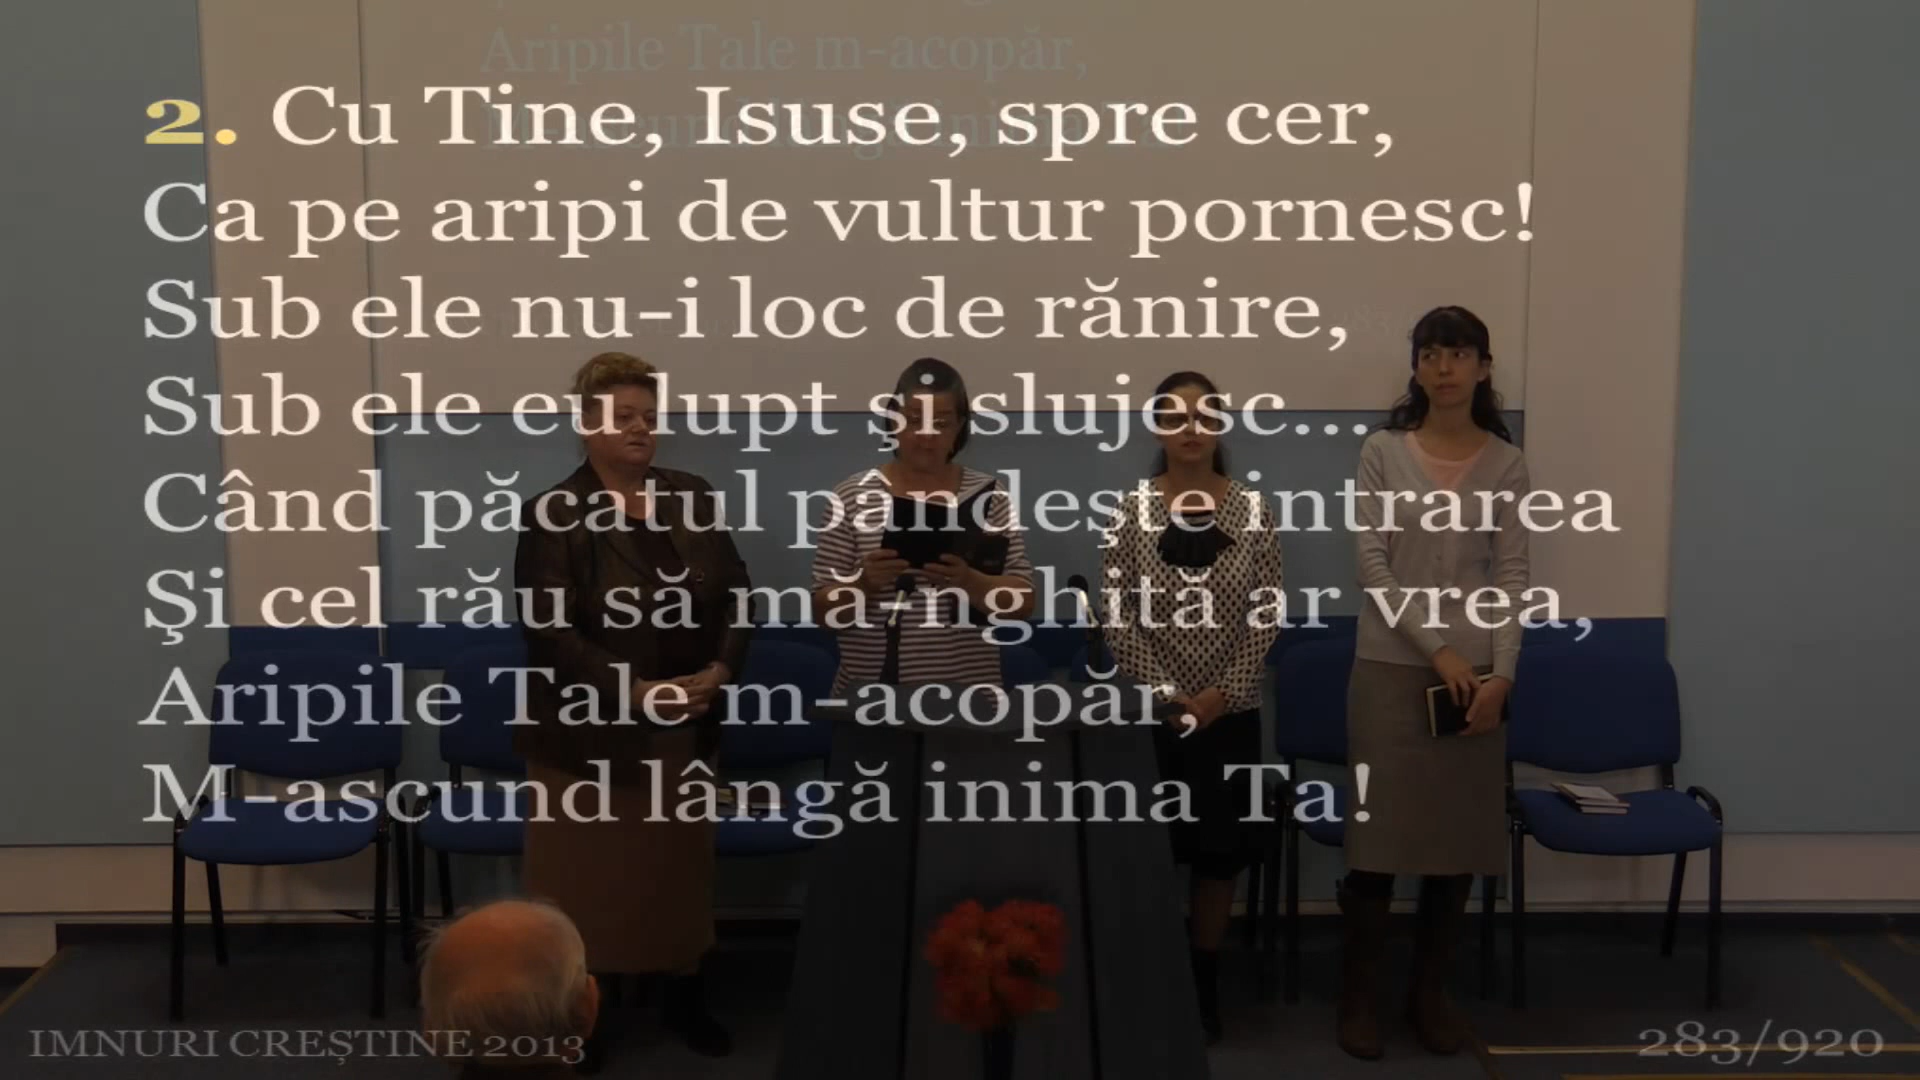 Aripile Tale m-acopăr,
2. Cu Tine, Isuse, spre cer,
Ca pe aripi de vultur pornesc!
Sub ele nu-i loc de rănire,
Sub ele eu lupt şi slujesc...
Când păcatul pândeşte intrarea
Şi cel rău să mă-nghită ar vrea,
Aripile Tale m-acopăr,
M-ascund lângă inima Ta!
IMNURI CREȘTINE 2013
283/920